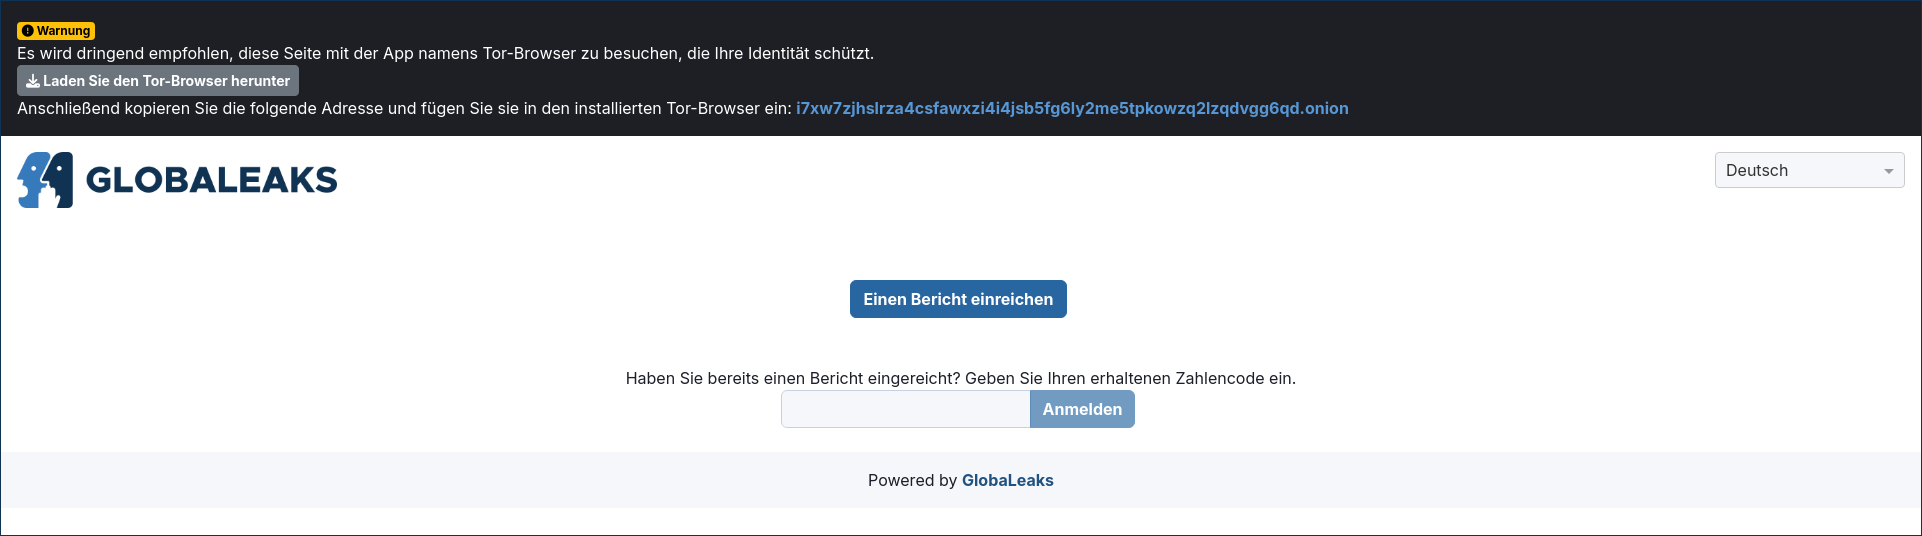 Warnung
Es wird dringend empfohlen, diese Seite mit der App namens Tor-Browser zu besuchen, die Ihre Identität schützt.
Laden Sie den Tor-Browser herunter
Anschließend kopieren Sie die folgende Adresse und fügen Sie sie in den installierten Tor-Browser ein: i7xw7zjhslrza4csfawxzi4i4jsb5fg6ly2me5tpkowzq2lzqdvgg6qd.onion
GLOBALEAKS
Deutsch
Einen Bericht einreichen
Haben Sie bereits einen Bericht eingereicht? Geben Sie Ihren erhaltenen Zahlencode ein.
Anmelden
Powered by GlobaLeaks